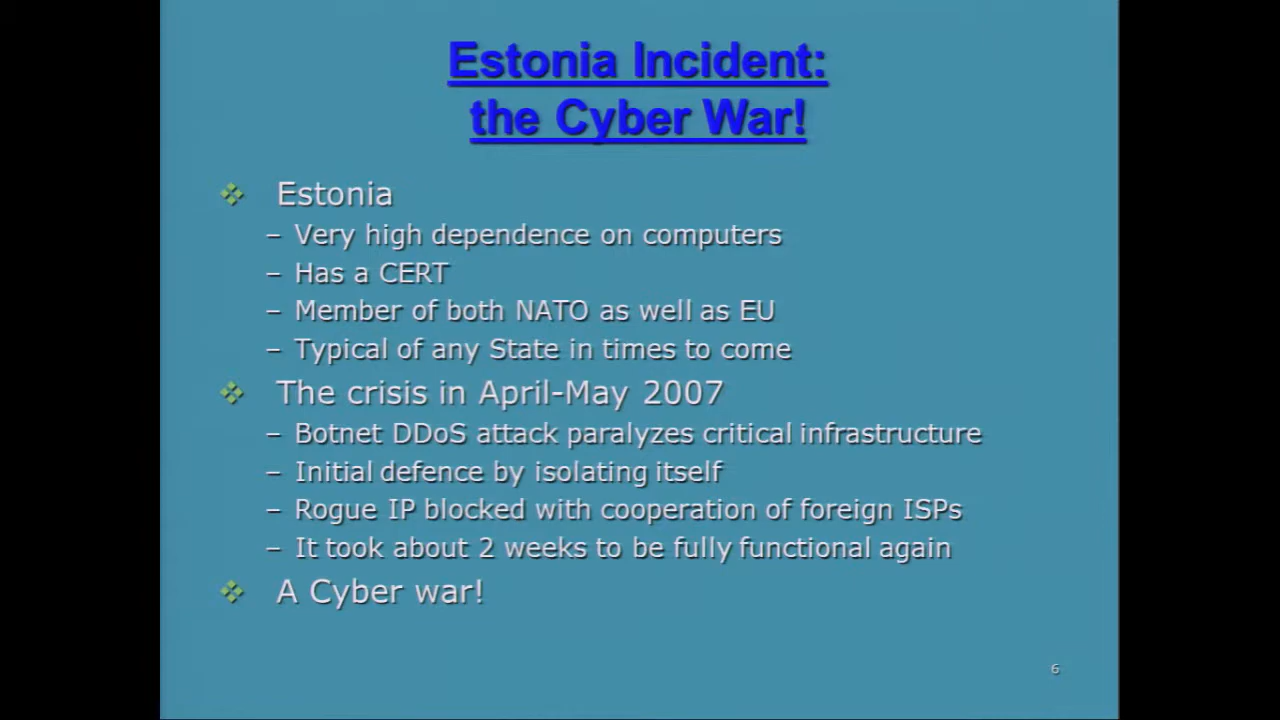 Estonia Incident:
the Cyber War!
Estonia
– Very high dependence on computers
– Has a CERT
– Member of both NATO as well as EU
– Typical of any State in times to come
The crisis in April-May 2007
– Botnet DDoS attack paralyzes critical infrastructure
– Initial defence by isolating itself
– Rogue IP blocked with cooperation of foreign ISPs
– It took about 2 weeks to be fully functional again
A Cyber war!
6